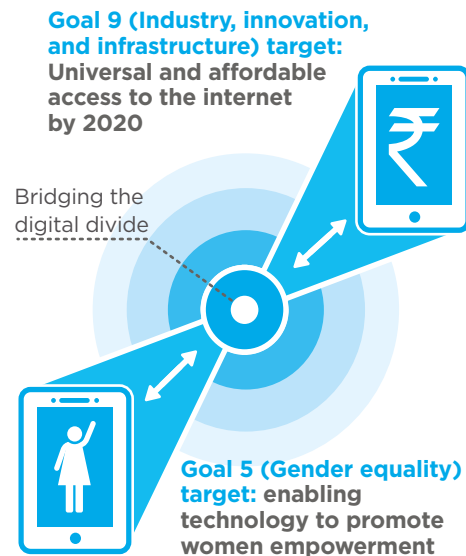 Goal 9 (Industry, innovation,
and infrastructure) target:
Universal and affordable
access to the internet
by 2020
₹
Bridging the
digital divide
Goal 5 (Gender equality)
target: enabling
technology to promote
women empowerment